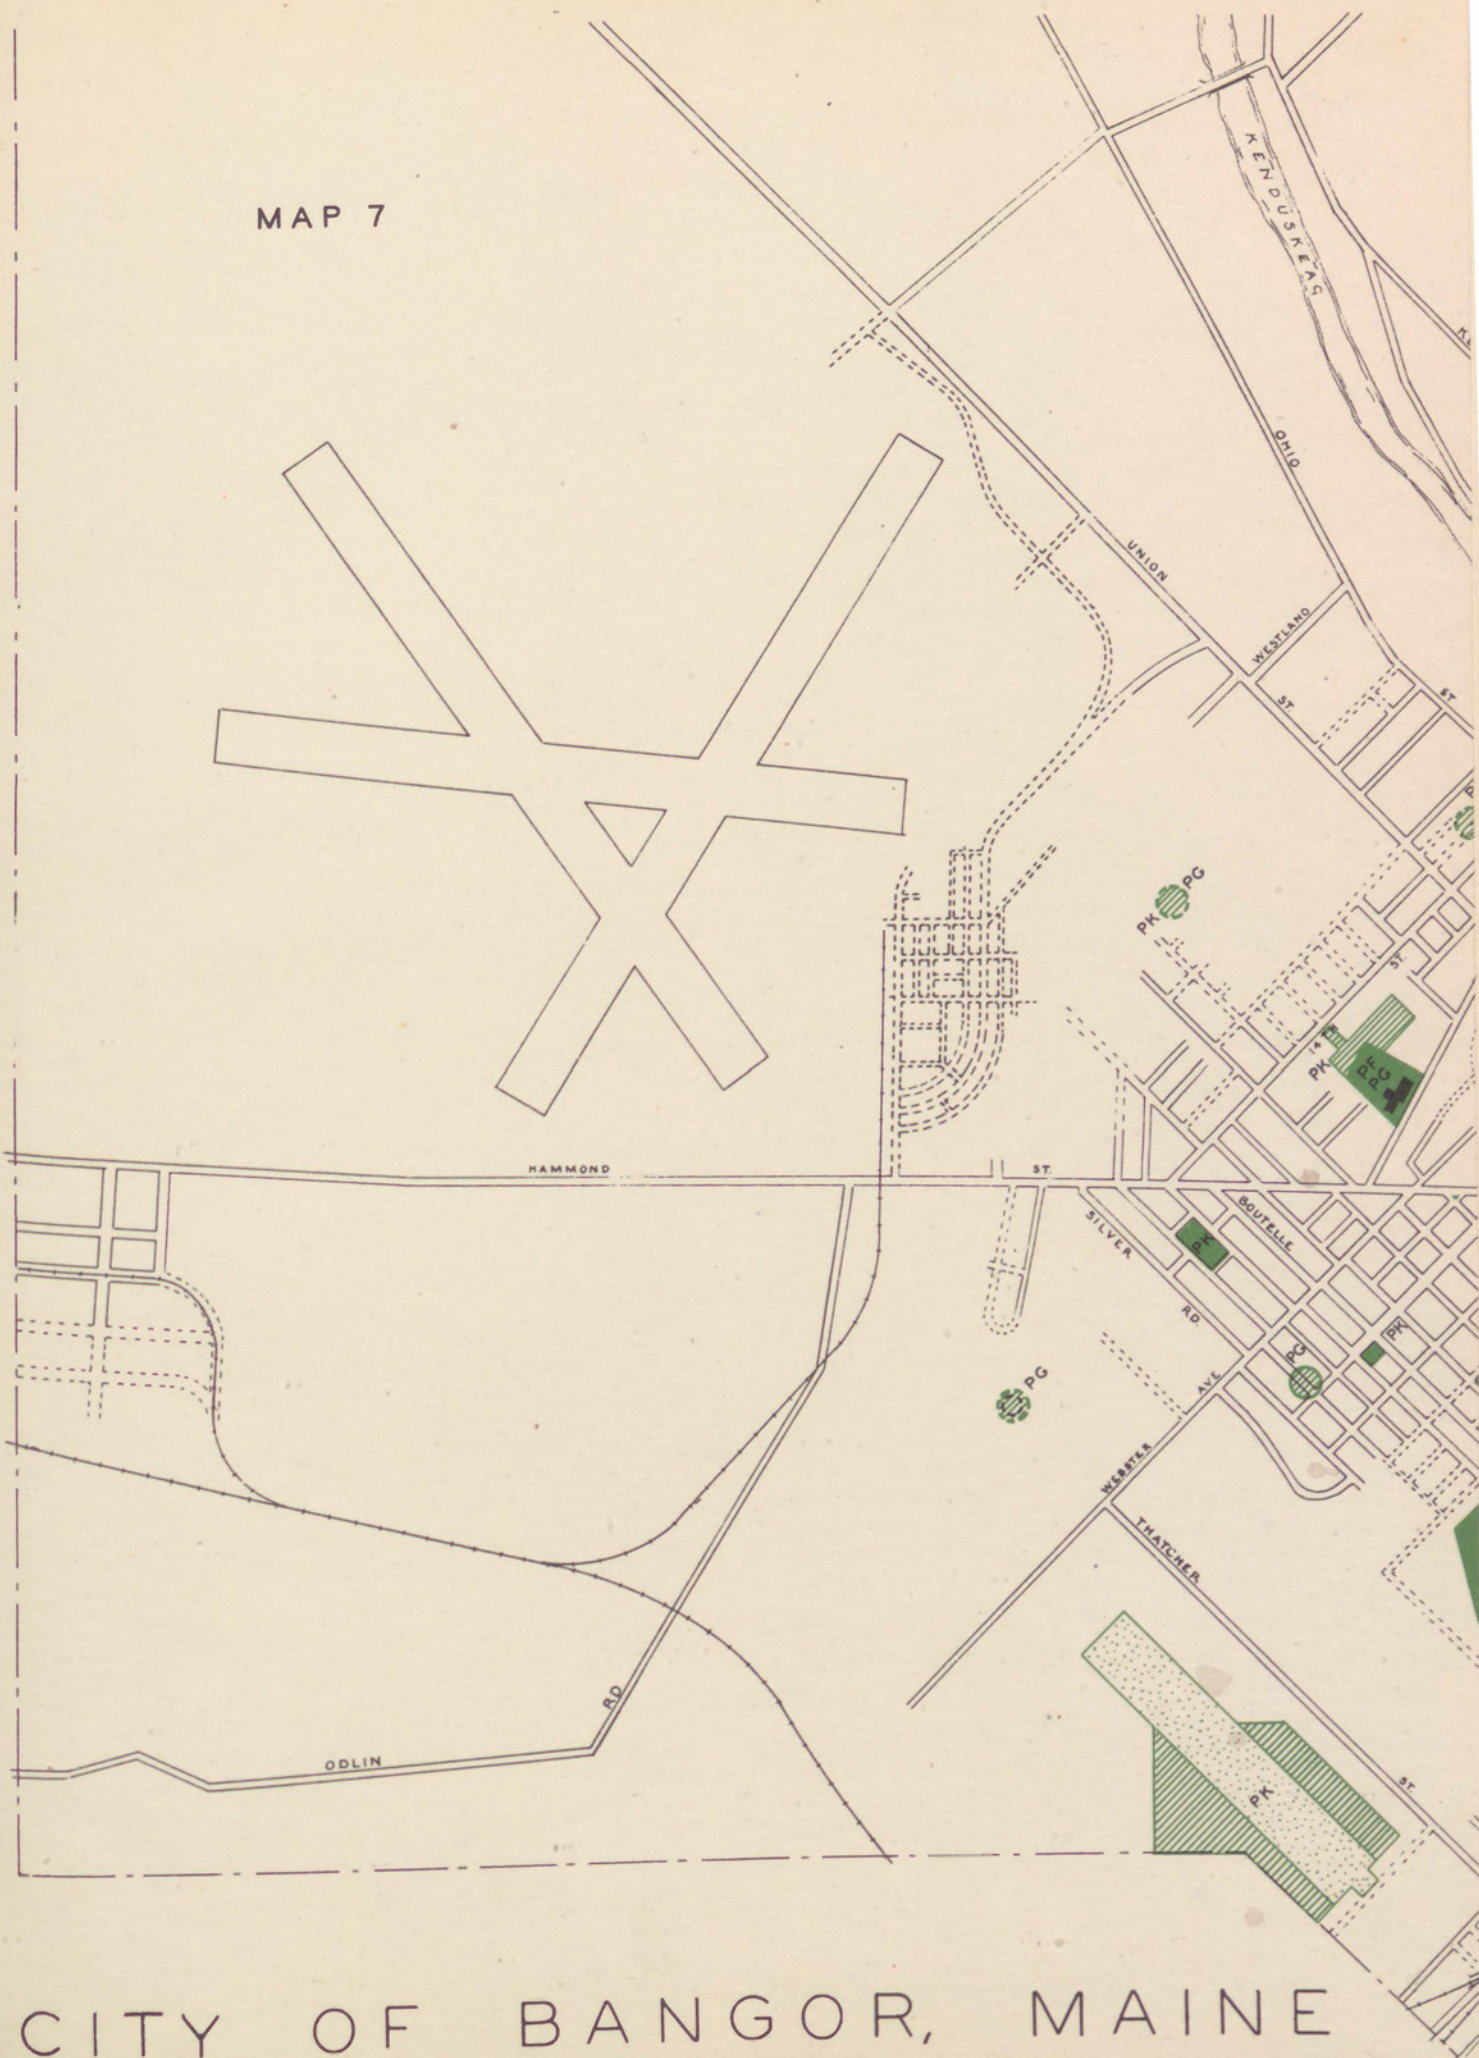 MAP 7
KENDUSKEAG
OHIO
UNION
WESTLAND
ST.
ST
PG
PK
ST.
14
PK
PF
PG
HAMMOND
ST.
BOUTELLE
SILVER
PK
RD.
PK
PG
PG
AVE
WEBSTER
THATCHER
RD
ODLIN
PK
ST.
CITY OF BANGOR, MAINE